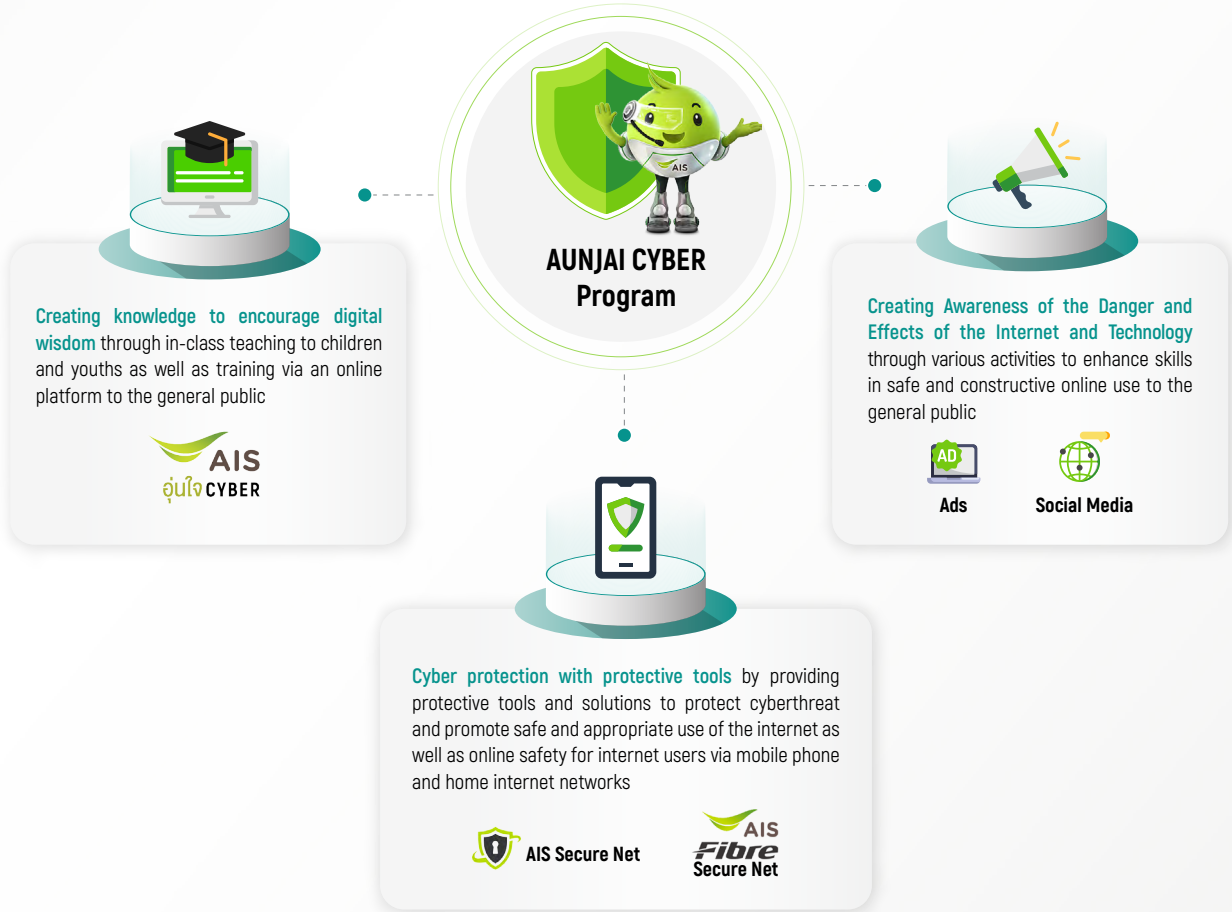 AIS
AUNJAI CYBER
Program
Creating knowledge to encourage digital
wisdom through in-class teaching to children
and youths as well as training via an online
platform to the general public
AIS
อุ่นใจ CYBER
Creating Awareness of the Danger and
Effects of the Internet and Technology
through various activities to enhance skills
in safe and constructive online use to the
general public
AD
Ads
Social Media
Cyber protection with protective tools by providing
protective tools and solutions to protect cyberthreat
and promote safe and appropriate use of the internet as
well as online safety for internet users via mobile phone
and home internet networks
AIS Secure Net
AIS
Fibre
Secure Net